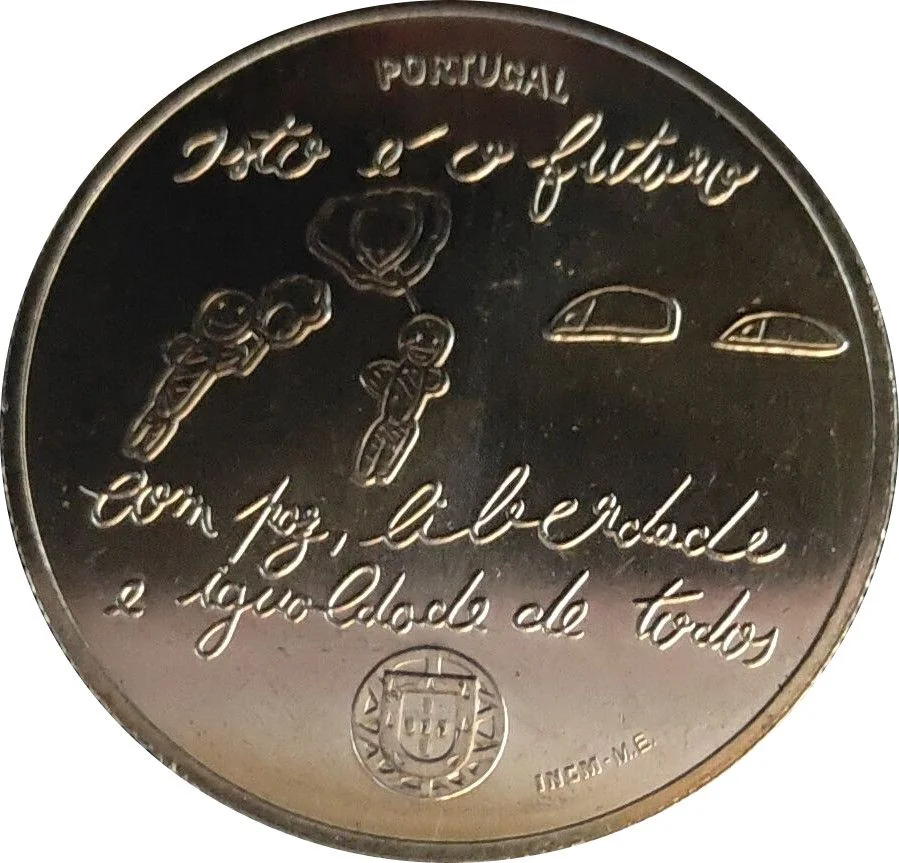 PORTUGAL
Isto é o futuro
com paz, liberdade
e igualdade de todos
INCM - M.E.